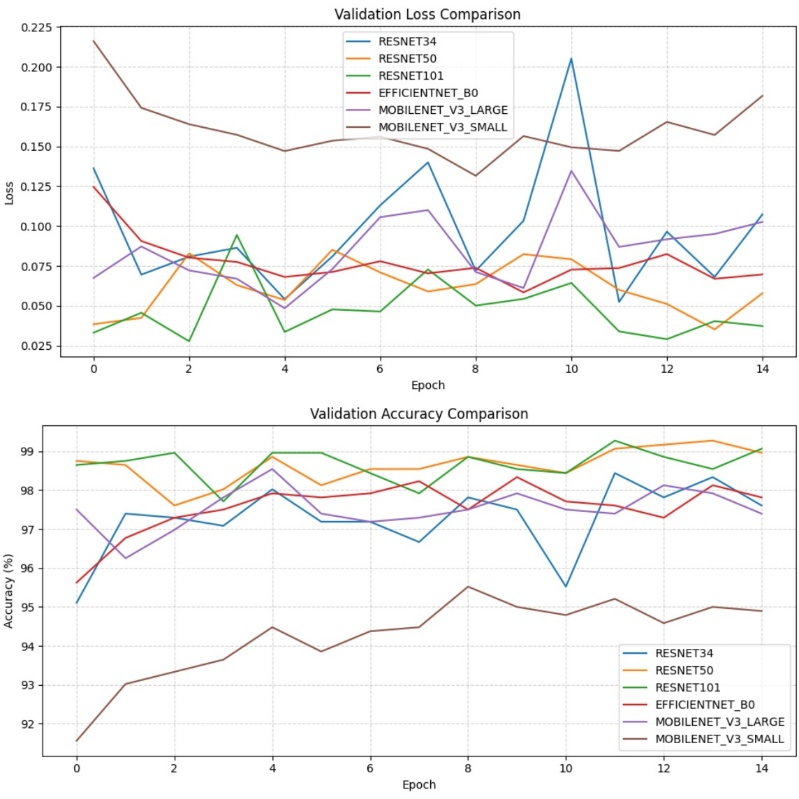 Validation Loss Comparison
0.225
0.200
0.175
0.150
0.125
0.100
0.075
0.050
0.025
Loss
RESNET34
RESNET50
RESNET101
EFFICIENTNET_B0
MOBILENET_V3_LARGE
MOBILENET_V3_SMALL
0 2 4 6 8 10 12 14
Epoch
Validation Accuracy Comparison
99
98
97
96
95
94
93
92
Accuracy (%)
RESNET34
RESNET50
RESNET101
EFFICIENTNET_B0
MOBILENET_V3_LARGE
MOBILENET_V3_SMALL
0 2 4 6 8 10 12 14
Epoch